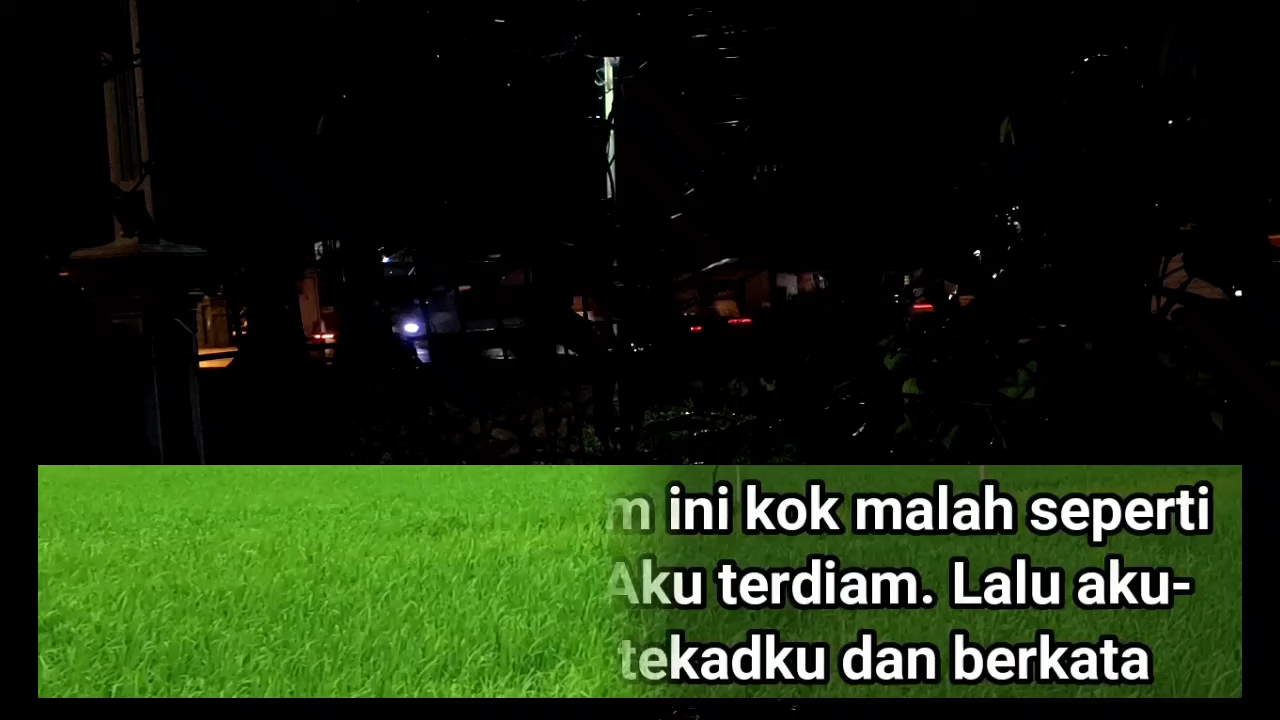 ini kok malah seperti
Aku terdiam. Lalu aku-
tekadku dan berkata